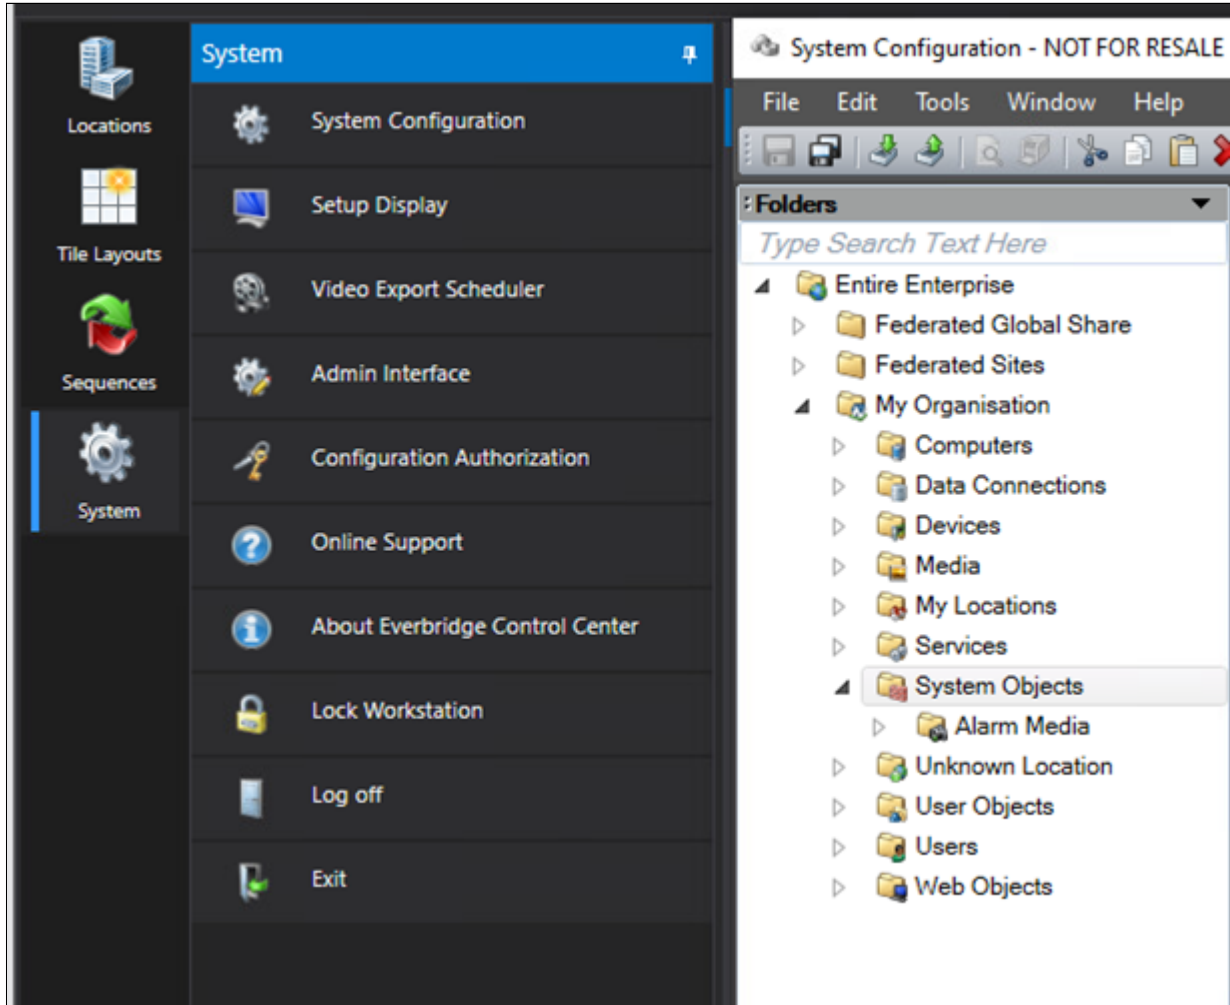 Locations
Tile Layouts
Sequences
System
System
System Configuration
Setup Display
Video Export Scheduler
Admin Interface
Configuration Authorization
Online Support
About Everbridge Control Center
Lock Workstation
Log off
Exit
System Configuration - NOT FOR RESALE
File Edit Tools Window Help
Folders
Type Search Text Here
Entire Enterprise
Federated Global Share
Federated Sites
My Organisation
Computers
Data Connections
Devices
Media
My Locations
Services
System Objects
Alarm Media
Unknown Location
User Objects
Users
Web Objects